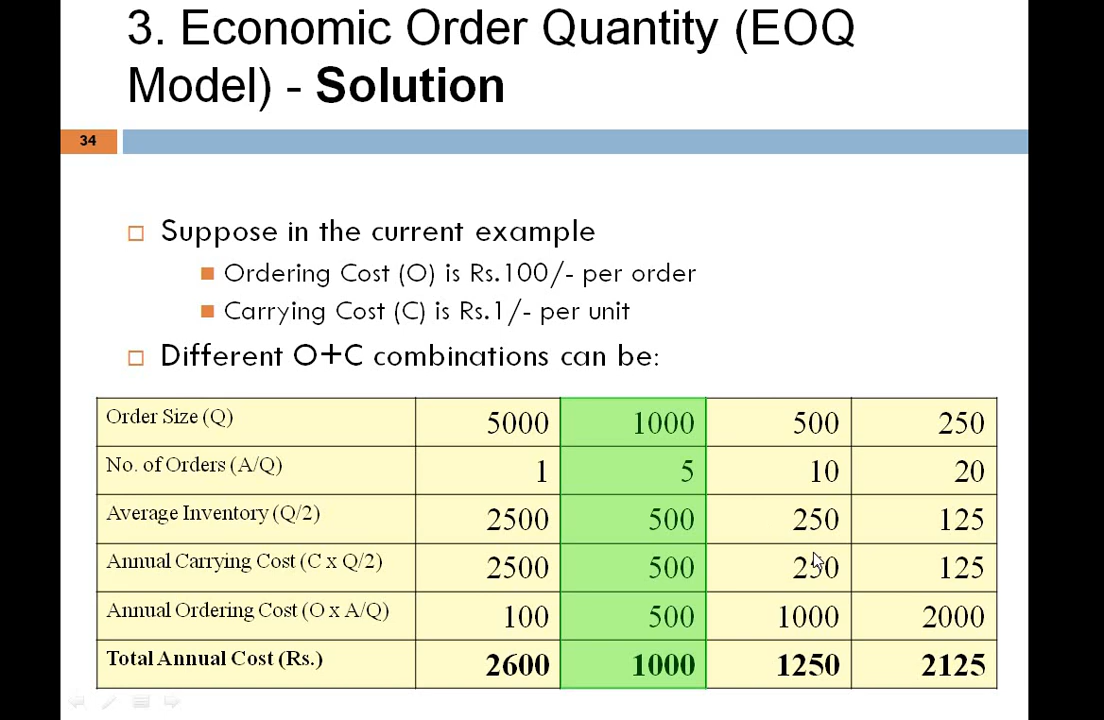 3. Economic Order Quantity (EOQ
Model) - Solution
34
Suppose in the current example
Ordering Cost (O) is Rs.100/- per order
Carrying Cost (C) is Rs.1/- per unit
Different O+C combinations can be:
Order Size (Q) 5000 1000 500 250
No. of Orders (A/Q) 1 5 10 20
Average Inventory (Q/2) 2500 500 250 125
Annual Carrying Cost (C x Q/2) 2500 500 250 125
Annual Ordering Cost (O x A/Q) 100 500 1000 2000
Total Annual Cost (Rs.) 2600 1000 1250 2125